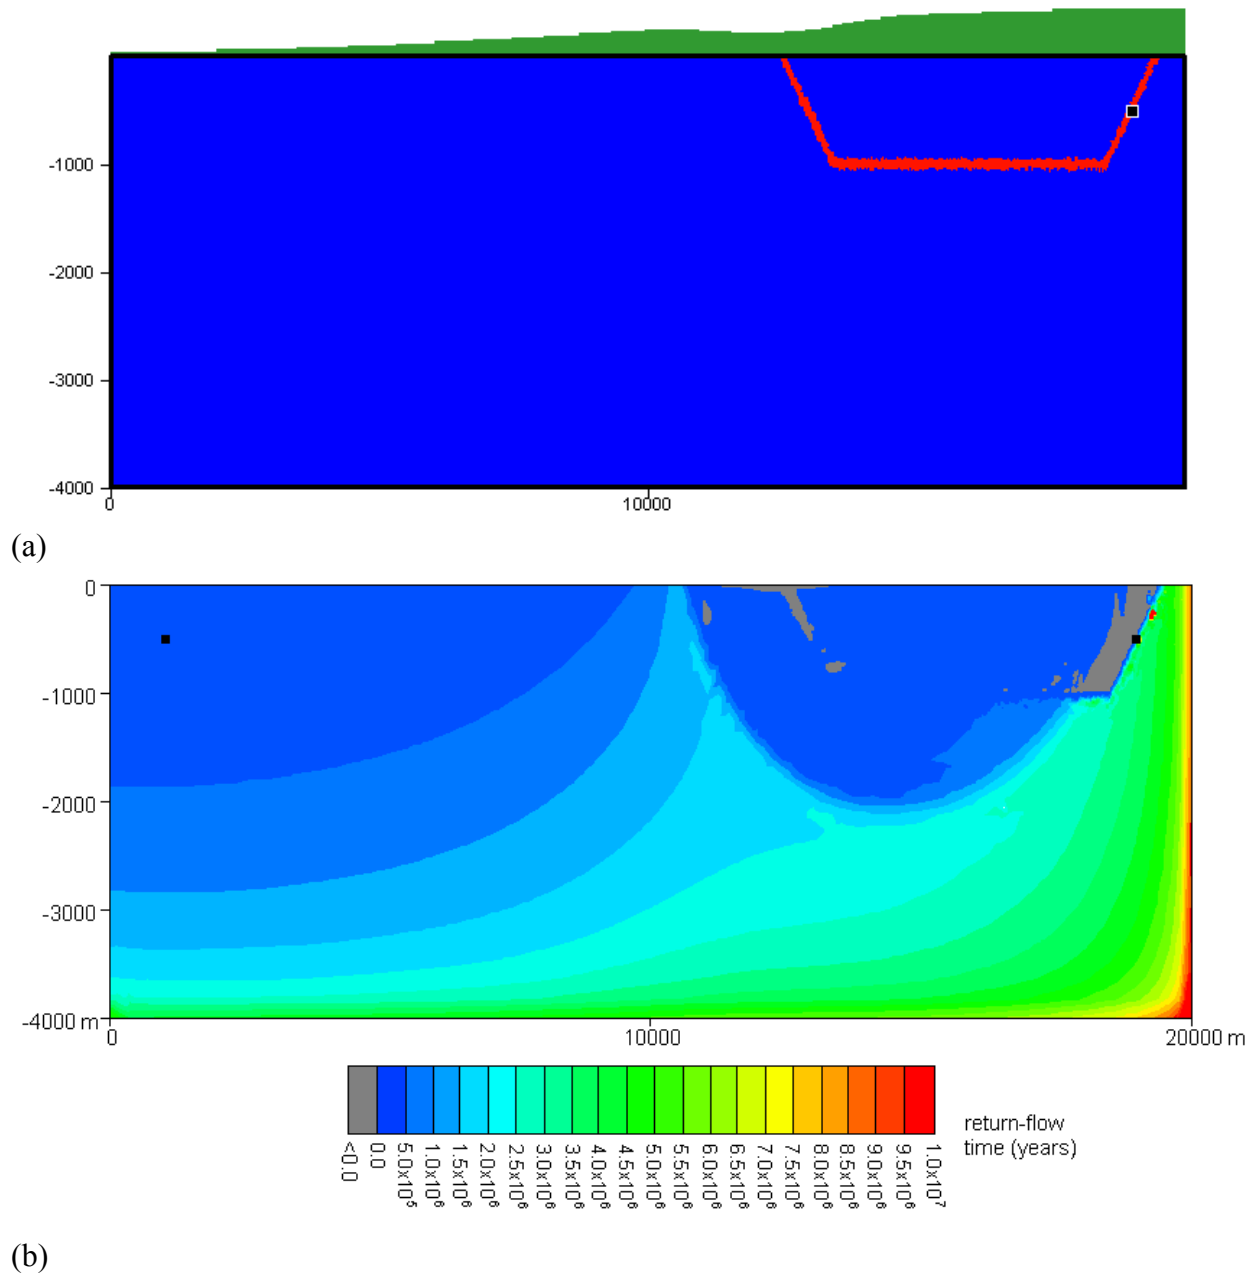 -1000
-2000
-3000
-4000
0 10000
(a)
0
-1000
-2000
-3000
-4000 m
0 10000 20000 m
<0.0 0.0 5.0x10⁵ 1.0x10⁶ 1.5x10⁶ 2.0x10⁶ 2.5x10⁶ 3.0x10⁶ 3.5x10⁶ 4.0x10⁶ 4.5x10⁶ 5.0x10⁶ 5.5x10⁶ 6.0x10⁶ 6.5x10⁶ 7.0x10⁶ 7.5x10⁶ 8.0x10⁶ 8.5x10⁶ 9.0x10⁶ 9.5x10⁶ 1.0x10⁷
return-flow
time (years)
(b)